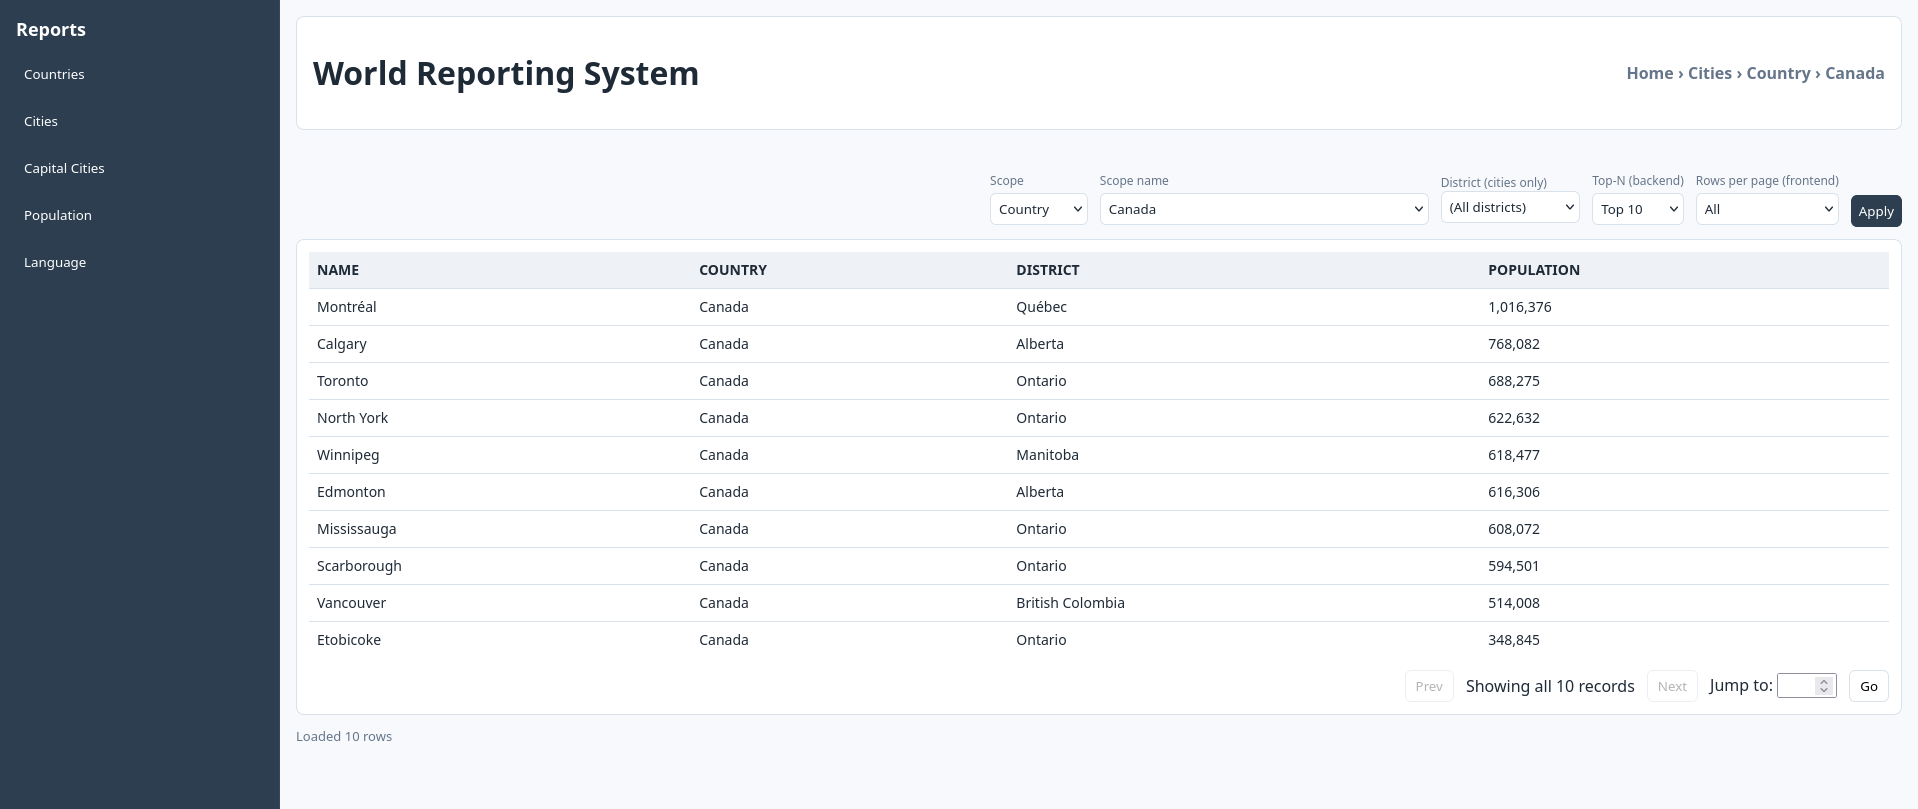 Reports
Countries
Cities
Capital Cities
Population
Language
World Reporting System
Home › Cities › Country › Canada
Scope Scope name District (cities only) Top-N (backend) Rows per page (frontend)
Country Canada (All districts) Top 10 All Apply
NAME COUNTRY DISTRICT POPULATION
Montréal Canada Québec 1,016,376
Calgary Canada Alberta 768,082
Toronto Canada Ontario 688,275
North York Canada Ontario 622,632
Winnipeg Canada Manitoba 618,477
Edmonton Canada Alberta 616,306
Mississauga Canada Ontario 608,072
Scarborough Canada Ontario 594,501
Vancouver Canada British Colombia 514,008
Etobicoke Canada Ontario 348,845
Prev Showing all 10 records Next Jump to: Go
Loaded 10 rows